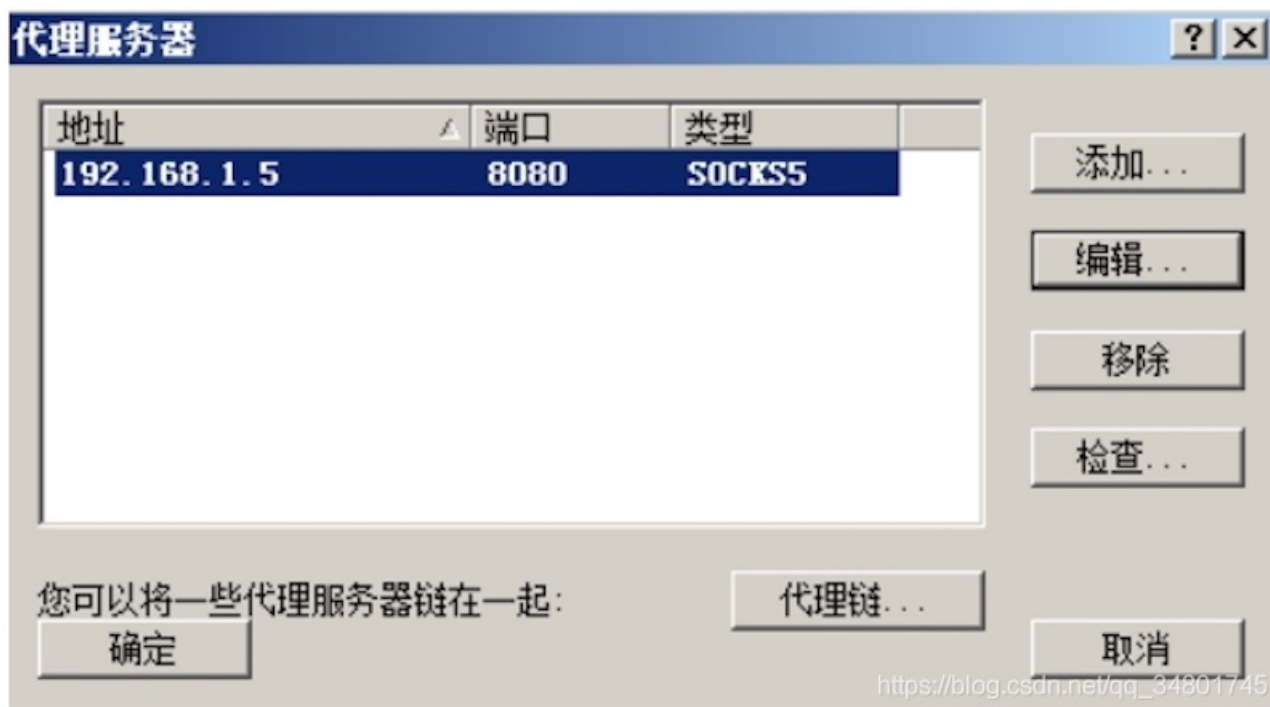 代理服务器
地址 端口 类型
192.168.1.5 8080 SOCKS5
添加...
编辑...
移除
检查...
您可以将一些代理服务器链在一起:
代理链...
确定
取消
https://blog.csdn.net/qq_34801745